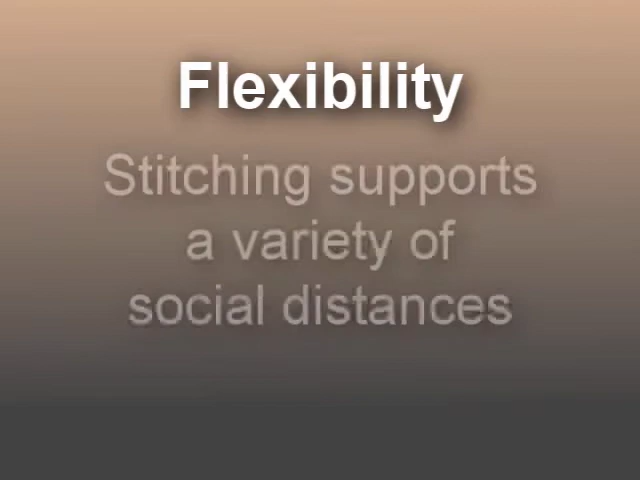 Flexibility
Stitching supports
a variety of
social distances